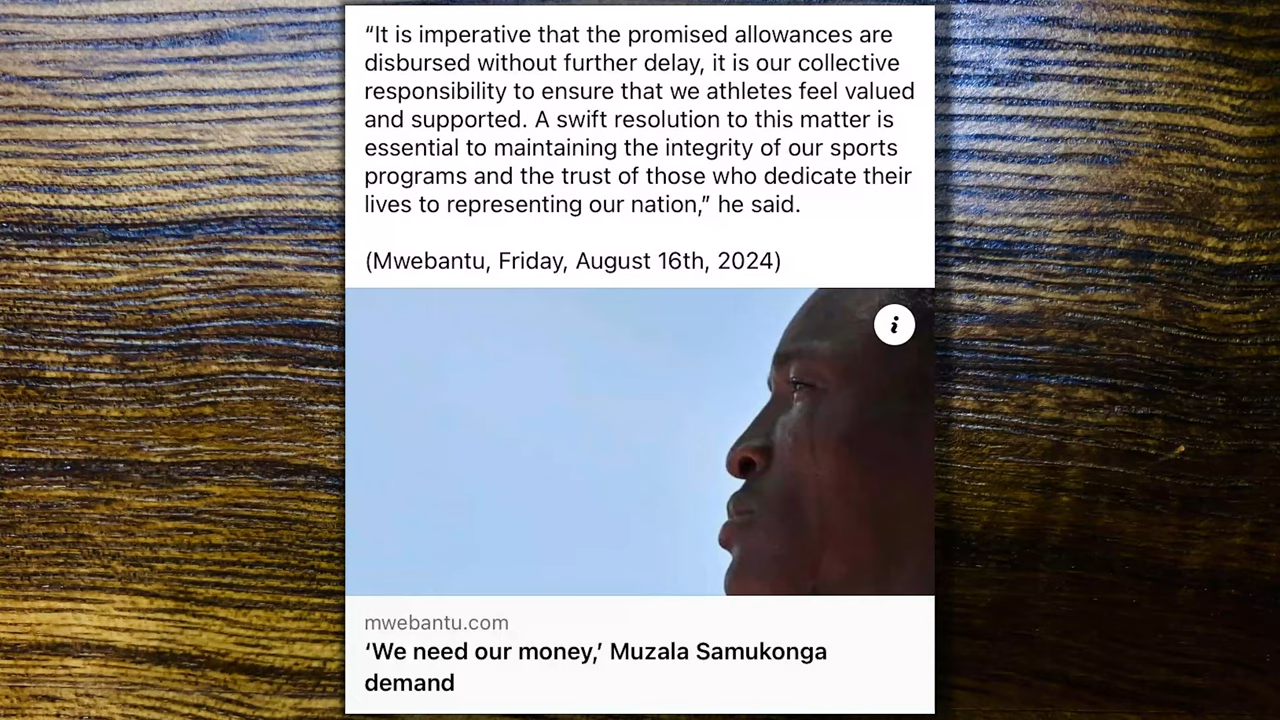 “It is imperative that the promised allowances are
disbursed without further delay, it is our collective
responsibility to ensure that we athletes feel valued
and supported. A swift resolution to this matter is
essential to maintaining the integrity of our sports
programs and the trust of those who dedicate their
lives to representing our nation,” he said.
(Mwebantu, Friday, August 16th, 2024)
i
mwebantu.com
‘We need our money,’ Muzala Samukonga
demand